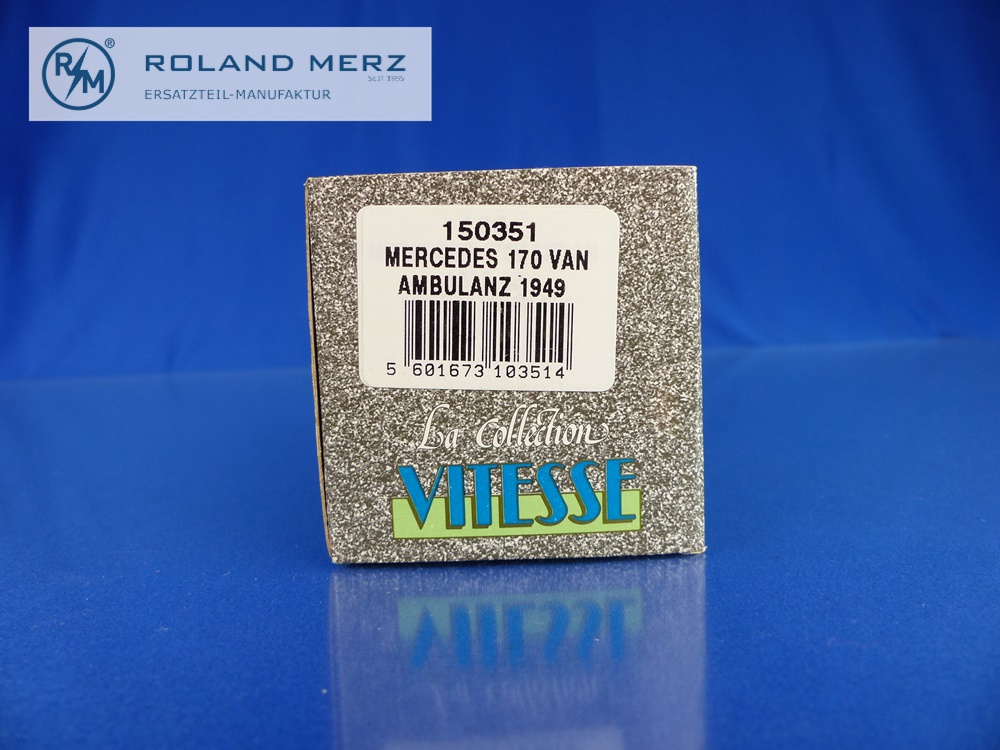 R/M®
ROLAND MERZ
SEIT 1985
ERSATZTEIL-MANUFAKTUR
150351
MERCEDES 170 VAN
AMBULANZ 1949
5 601673 103514
La Collection
VITESSE